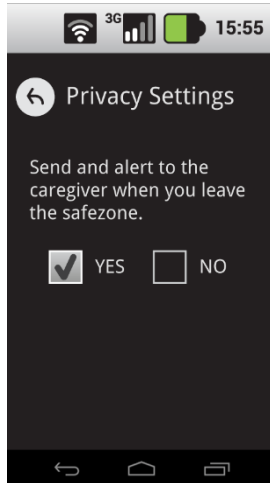 3G 15:55
Privacy Settings
Send and alert to the
caregiver when you leave
the safezone.
YES NO